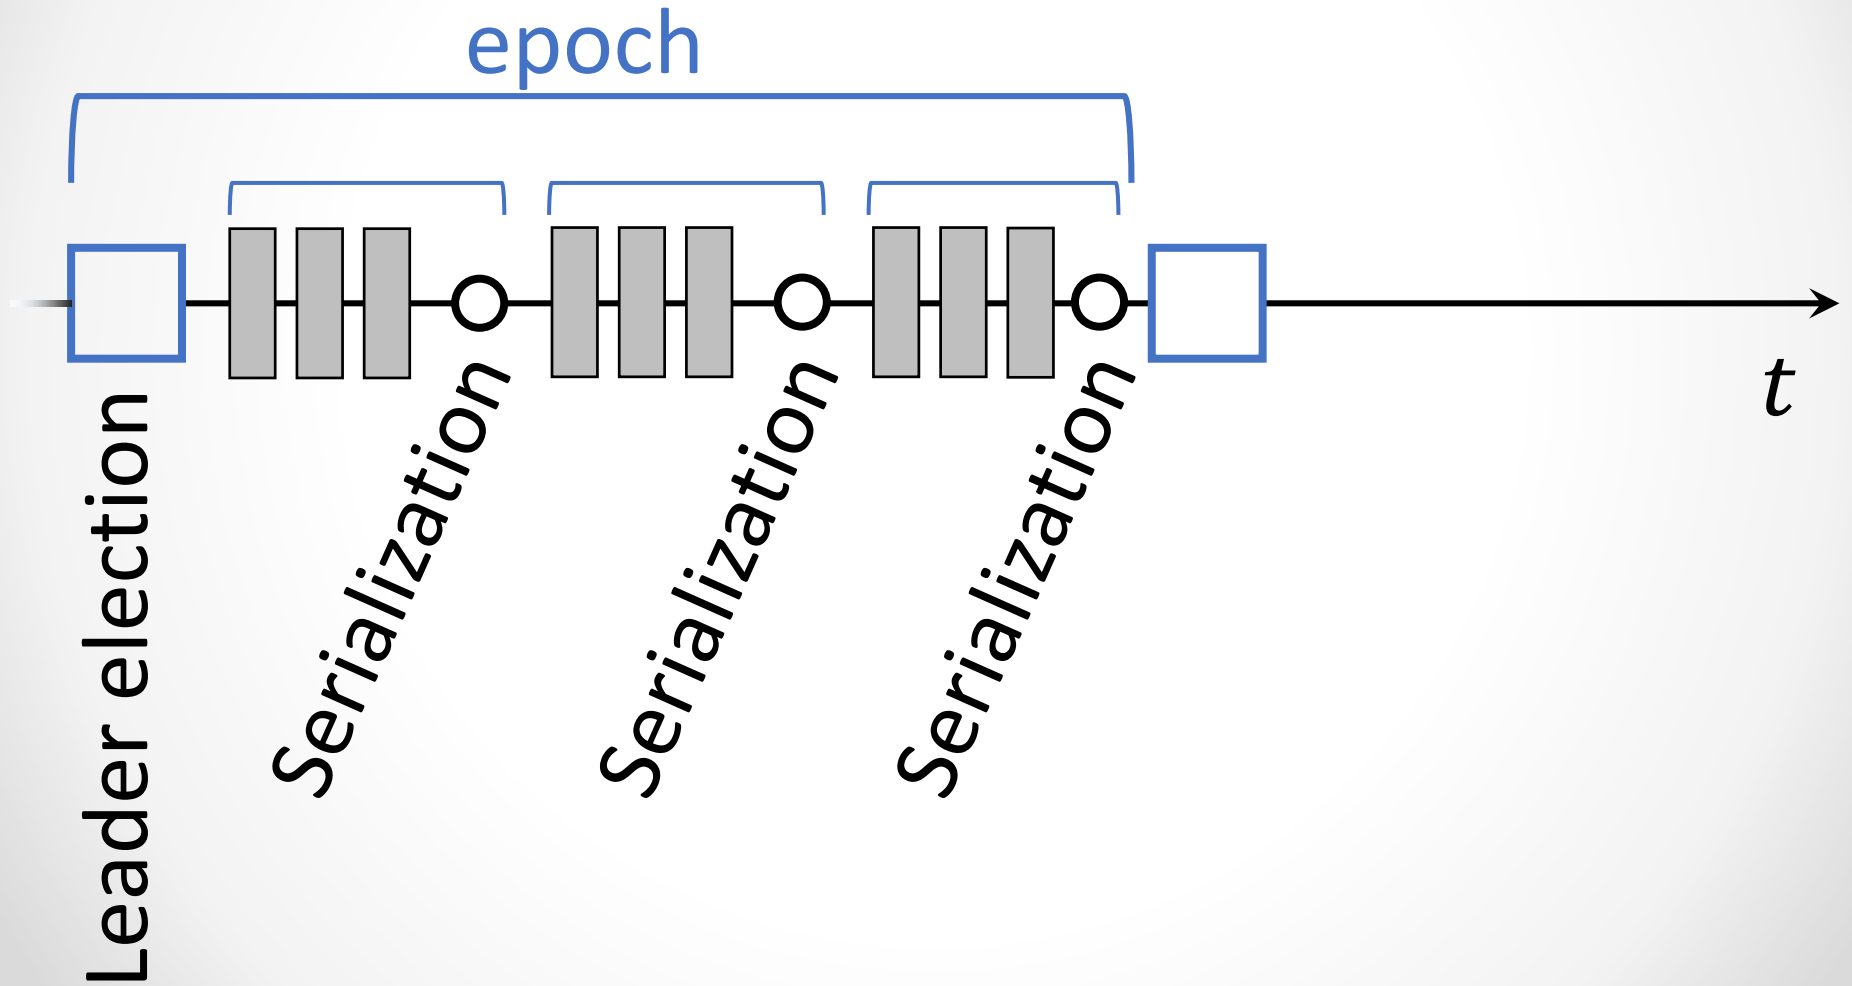 epoch
t
Leader election
Serialization
Serialization
Serialization